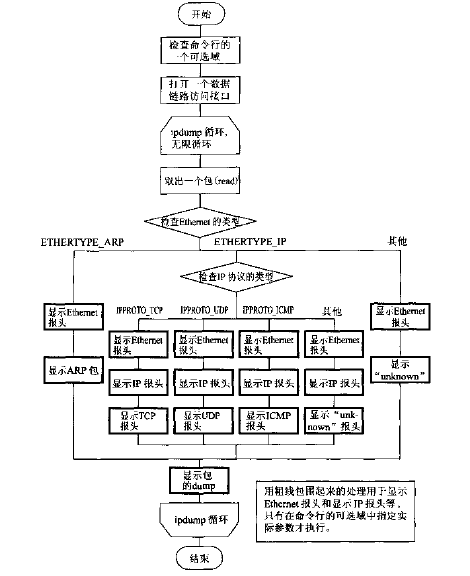 开始
检查命令行的
一个可选域
打开一个数据
链路访问接口
ipdump 循环,
无限循环
取出一个包(read)
检查Ethernet 的类型
ETHERTYPE_ARP
ETHERTYPE_IP
其他
检查IP 协议的类型
显示Ethernet
报头
显示ARP 包
IPPROTO_TCP
IPPROTO_UDP
IPPROTO_ICMP
其他
显示Ethernet
报头
显示Ethernet
报头
显示Ethernet
报头
显示Ethernet
报头
显示IP 报头
显示IP 报头
显示IP 报头
显示IP 报头
显示TCP
报头
显示UDP
报头
显示ICMP
报头
显示“unk-
nown”报头
显示Ethernet
报头
显示
“unknown”
显示包
的dump
ipdump 循环
结束
用粗线包围起来的处理用于显示
Ethernet 报头和显示 IP 报头等,
只有在命令行的可选域中指定实
际参数才执行。